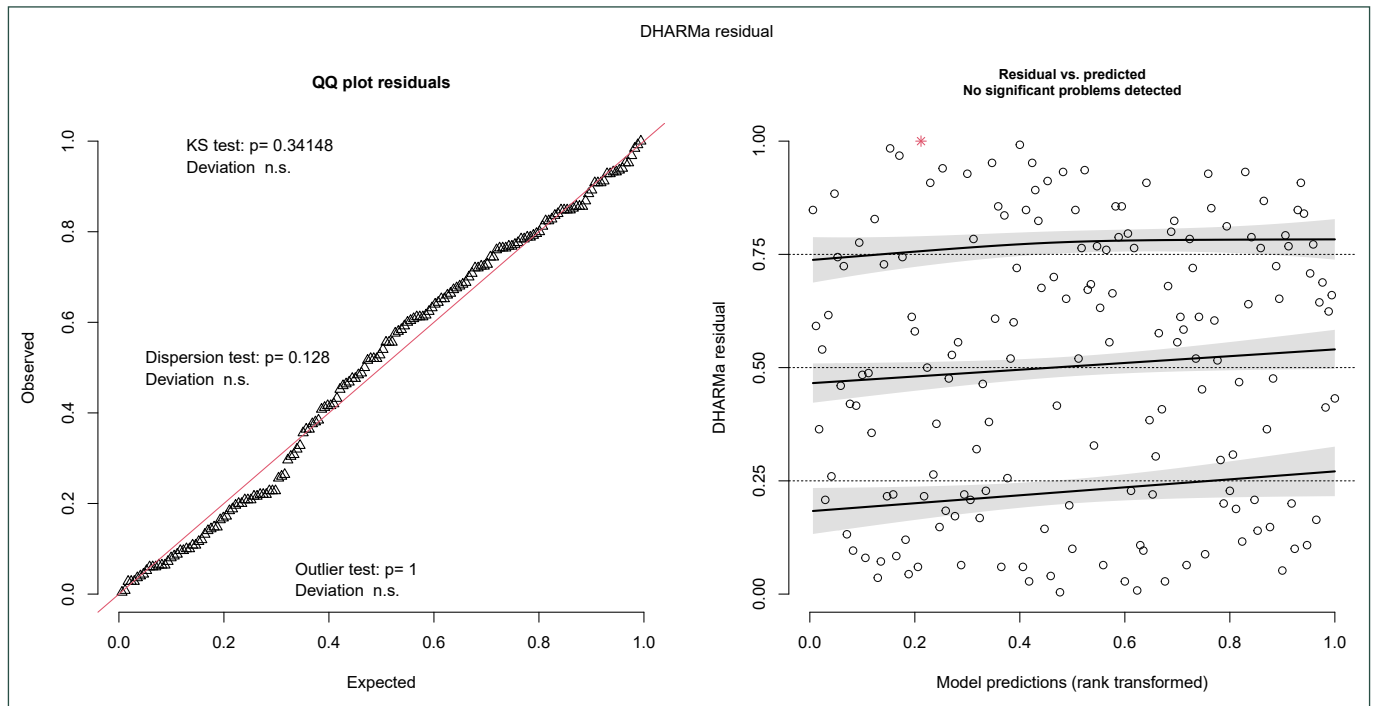 DHARMa residual
QQ plot residuals
KS test: p= 0.34148
Deviation n.s.
Dispersion test: p= 0.128
Deviation n.s.
Outlier test: p= 1
Deviation n.s.
Observed
1.0
0.8
0.6
0.4
0.2
0.0
0.0 0.2 0.4 0.6 0.8 1.0
Expected
Residual vs. predicted
No significant problems detected
DHARMa residual
1.00
0.75
0.50
0.25
0.00
0.0 0.2 0.4 0.6 0.8 1.0
Model predictions (rank transformed)